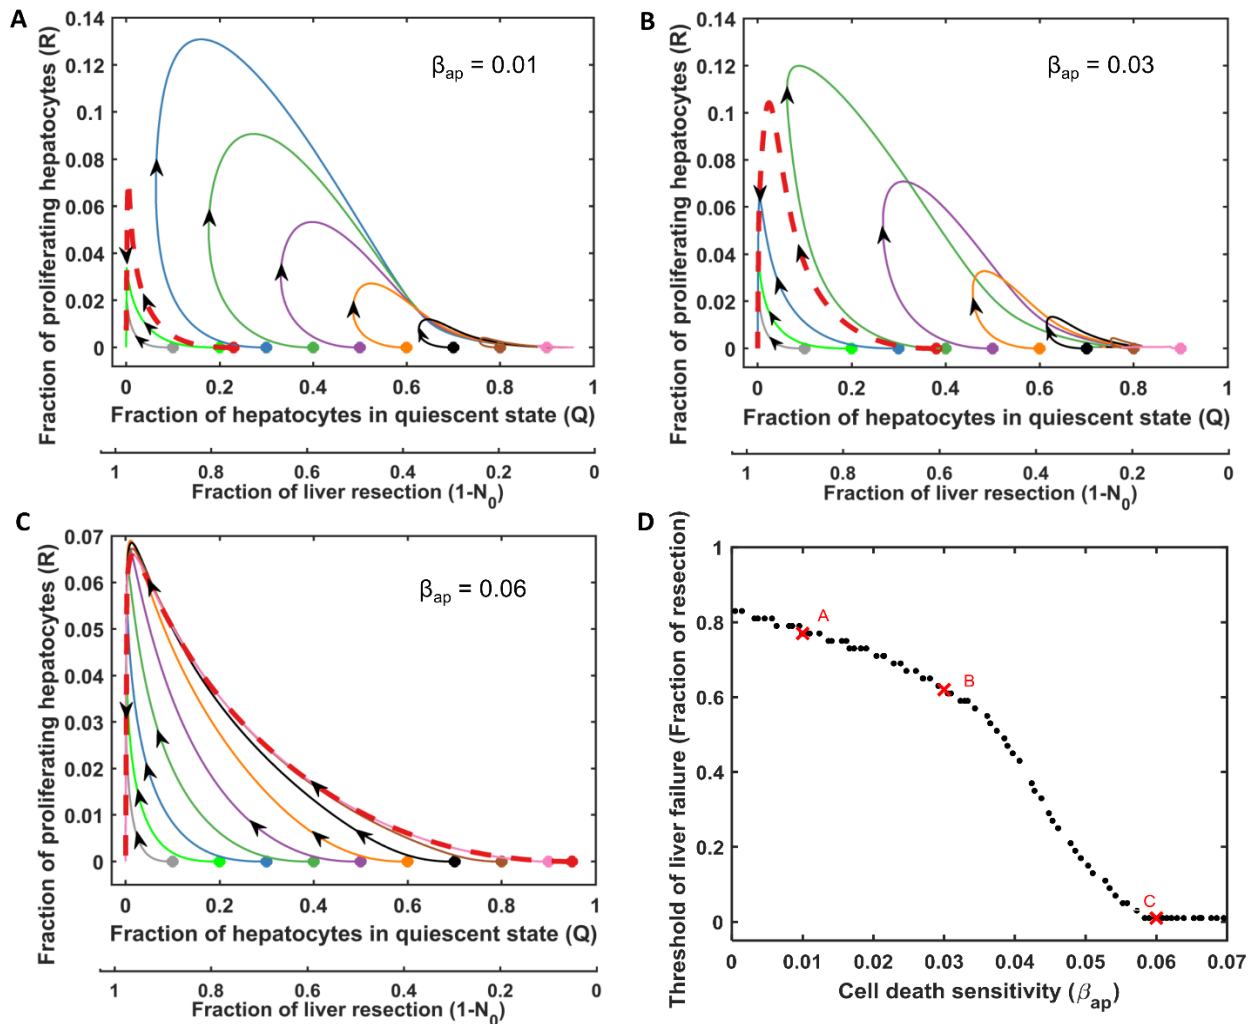 A
β_ap = 0.01
Fraction of proliferating hepatocytes (R)
0.14
0.12
0.1
0.08
0.06
0.04
0.02
0
0 0.2 0.4 0.6 0.8 1
Fraction of hepatocytes in quiescent state (Q)
1 0.8 0.6 0.4 0.2 0
Fraction of liver resection (1-N_0)
B
β_ap = 0.03
Fraction of proliferating hepatocytes (R)
0.14
0.12
0.1
0.08
0.06
0.04
0.02
0
0 0.2 0.4 0.6 0.8 1
Fraction of hepatocytes in quiescent state (Q)
1 0.8 0.6 0.4 0.2 0
Fraction of liver resection (1-N_0)
C
β_ap = 0.06
Fraction of proliferating hepatocytes (R)
0.07
0.06
0.05
0.04
0.03
0.02
0.01
0
0 0.2 0.4 0.6 0.8 1
Fraction of hepatocytes in quiescent state (Q)
1 0.8 0.6 0.4 0.2 0
Fraction of liver resection (1-N_0)
D
Threshold of liver failure (Fraction of resection)
1
0.8
0.6
0.4
0.2
0
A
B
C
0 0.01 0.02 0.03 0.04 0.05 0.06 0.07
Cell death sensitivity (β_ap)